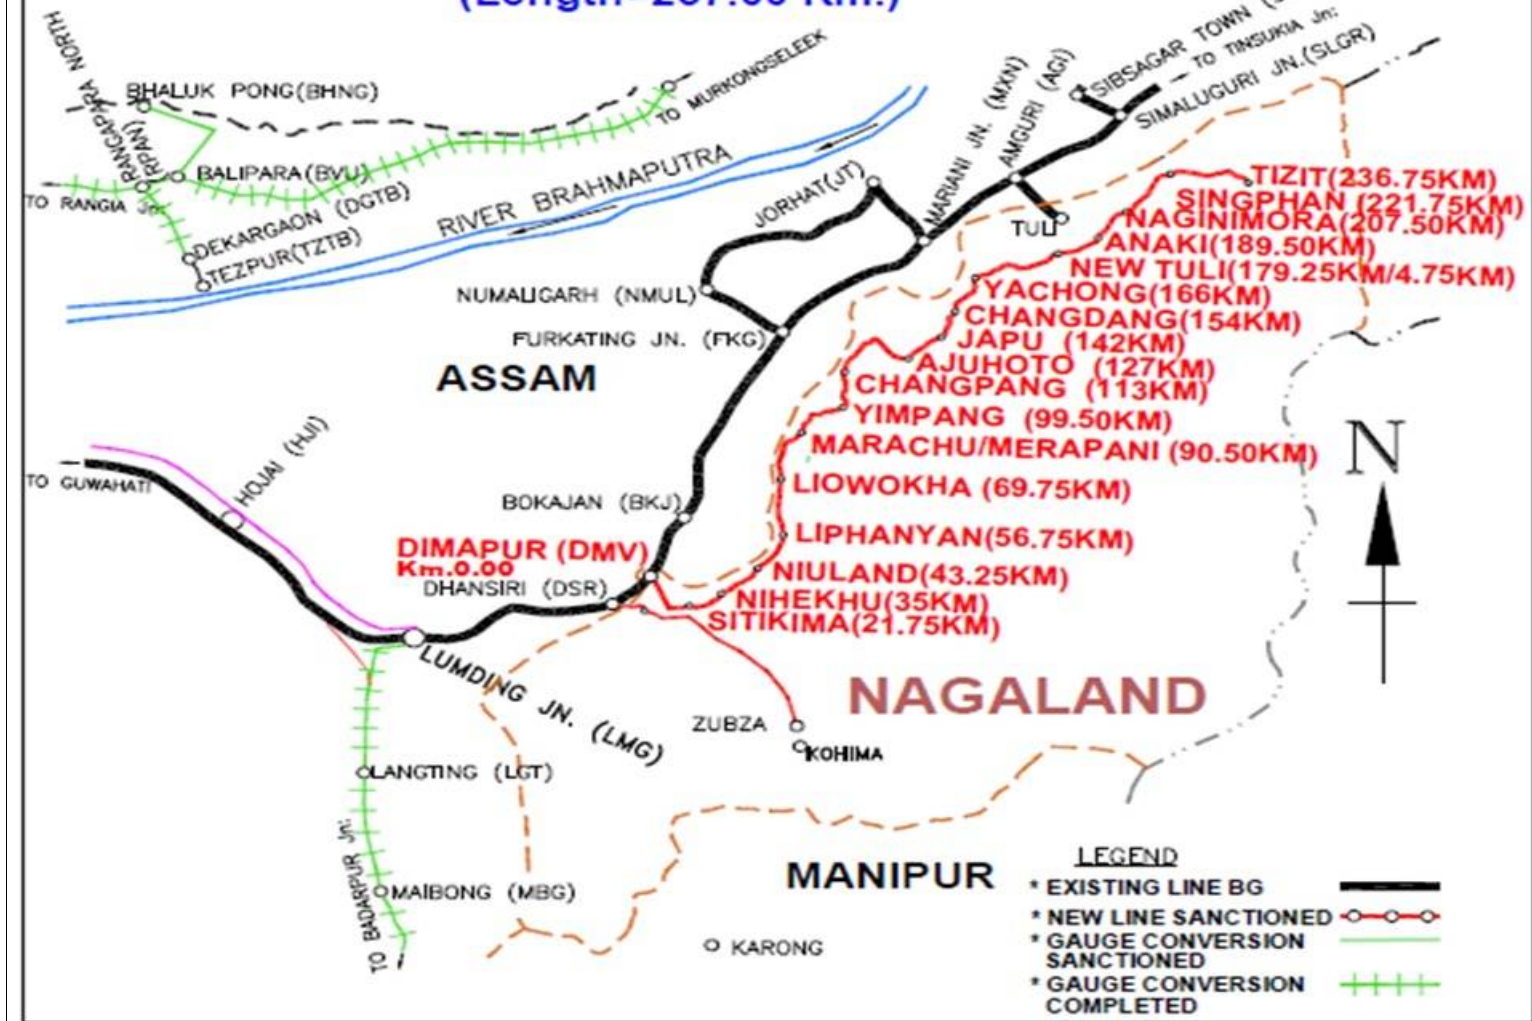 (Length= 257.00 Km.)
BHALUK PONG(BHNG)
RANGAPARA NORTH
(RPAN)
BALIPARA(BVU)
TO RANGIA Jn:
DEKARGAON (DGTB)
TEZPUR(TZTB)
RIVER BRAHMAPUTRA
TO MURKONGSELEEK
SIBSAGAR TOWN
TO TINSUKIA Jn:
SIMALUGURI JN.(SLGR)
AMGURI (AGI)
MARIANI JN. (MXN)
JORHAT(JT)
TULI
NUMALIGARH (NMUL)
FURKATING JN. (FKG)
TIZIT(236.75KM)
SINGPHAN (221.75KM)
NAGINIMORA(207.50KM)
ANAKI(189.50KM)
NEW TULI(179.25KM/4.75KM)
YACHONG(166KM)
CHANGDANG(154KM)
JAPU (142KM)
AJUHOTO (127KM)
CHANGPANG (113KM)
YIMPANG (99.50KM)
MARACHU/MERAPANI (90.50KM)
LIOWOKHA (69.75KM)
LIPHANYAN(56.75KM)
NIULAND(43.25KM)
NIHEKHU(35KM)
SITIKIMA(21.75KM)
ASSAM
N
TO GUWAHATI
HOJAI (HJI)
BOKAJAN (BKJ)
DIMAPUR (DMV)
Km.0.00
DHANSIRI (DSR)
LUMDING JN. (LMG)
NAGALAND
ZUBZA
KOHIMA
LANGTING (LGT)
MAIBONG (MBG)
TO BADARPUR Jn:
MANIPUR
KARONG
LEGEND
* EXISTING LINE BG
* NEW LINE SANCTIONED
* GAUGE CONVERSION
SANCTIONED
* GAUGE CONVERSION
COMPLETED